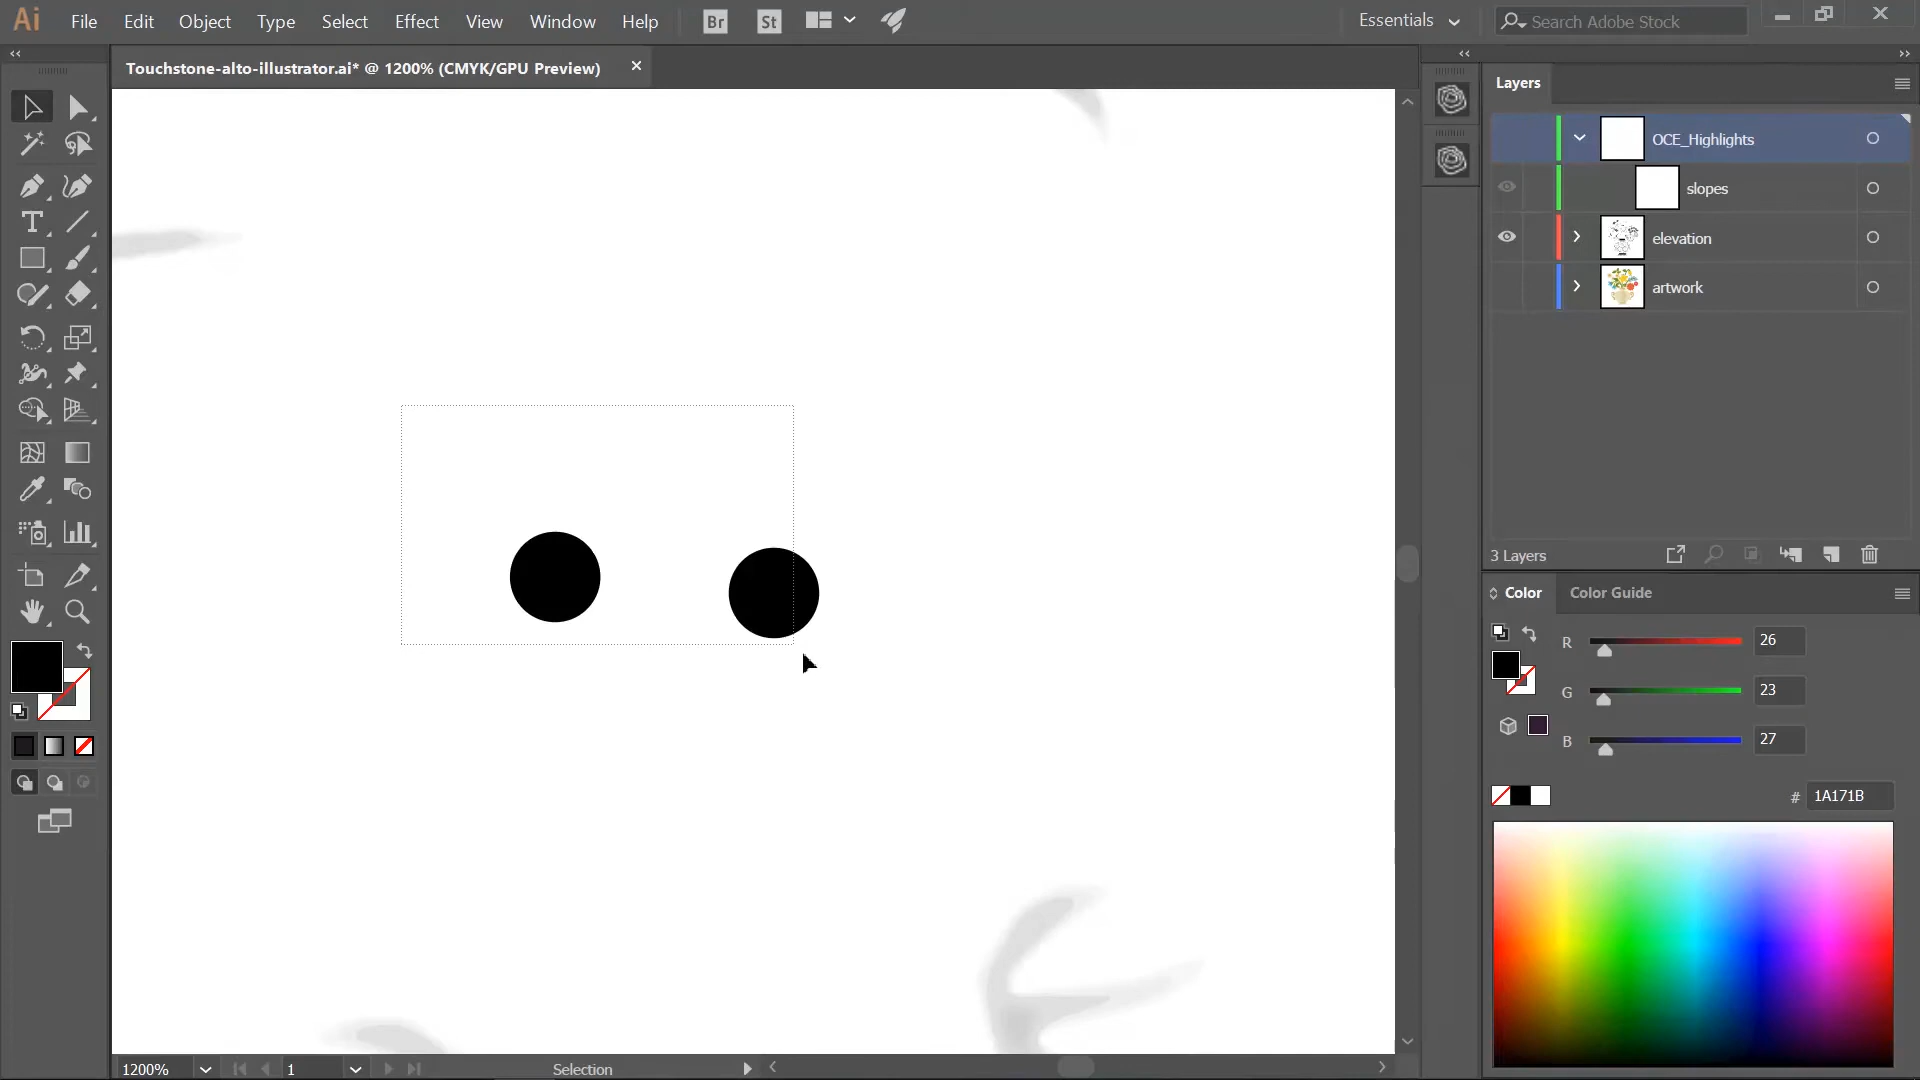 Ai File Edit Object Type Select Effect View Window Help Br St Essentials Search Adobe Stock
Touchstone-alto-illustrator.ai* @ 1200% (CMYK/GPU Preview)
Layers
OCE_Highlights
slopes
elevation
artwork
3 Layers
Color Color Guide
R 26
G 23
B 27
# 1A171B
1200% 1 Selection